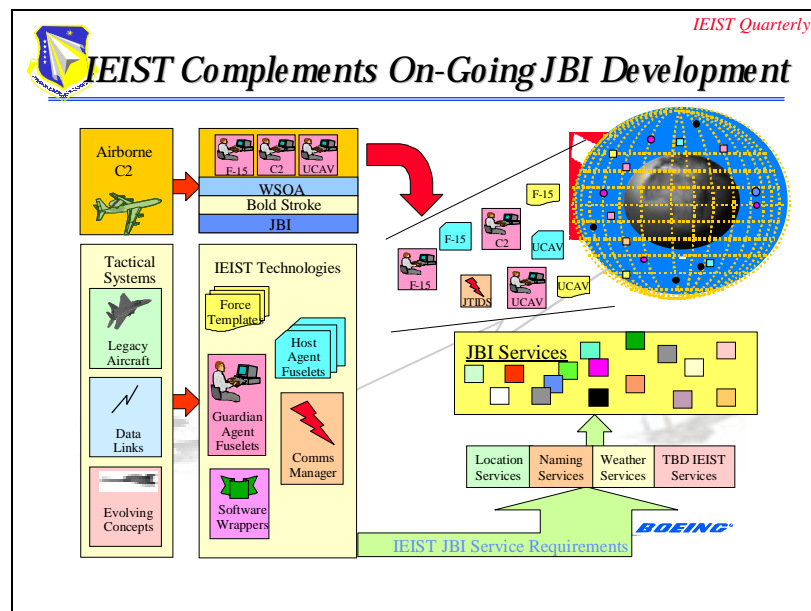 IEIST Quarterly
IEIST Complements On-Going JBI Development
Airborne
C2
F-15
C2
UCAV
WSOA
Bold Stroke
JBI
Tactical
Systems
Legacy
Aircraft
Data
Links
Evolving
Concepts
IEIST Technologies
Force
Templates
Host
Agent
Fuselets
Guardian
Agent
Fuselets
Comms
Manager
Software
Wrappers
F-15
F-15
C2
UCAV
F-15
JTIDS
UCAV
UCAV
JBI Services
Location
Services
Naming
Services
Weather
Services
TBD IEIST
Services
IEIST JBI Service Requirements
BOEING